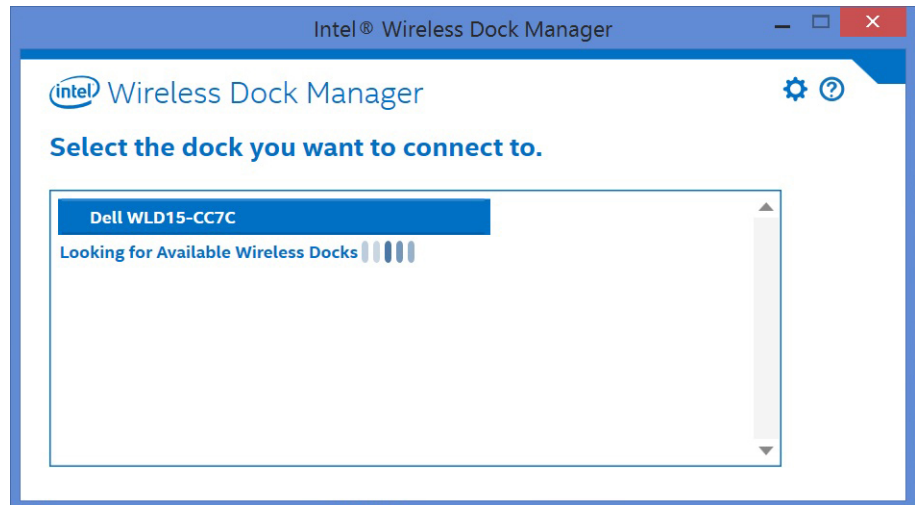 Intel® Wireless Dock Manager
intel Wireless Dock Manager
Select the dock you want to connect to.
Dell WLD15-CC7C
Looking for Available Wireless Docks